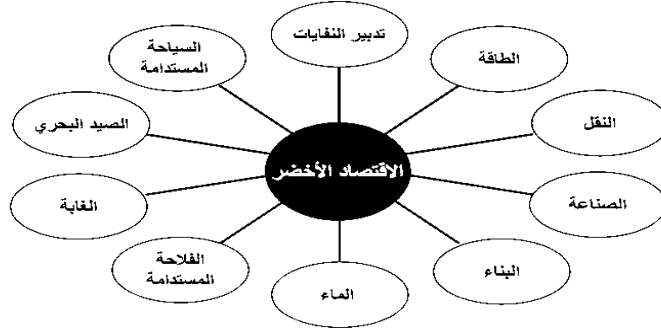 تدبير النفايات
الطاقة
النقل
الصناعة
البناء
الماء
الفلاحة
المستدامة
الغابة
الصيد البحري
السياحة
المستدامة
الاقتصاد الأخضر